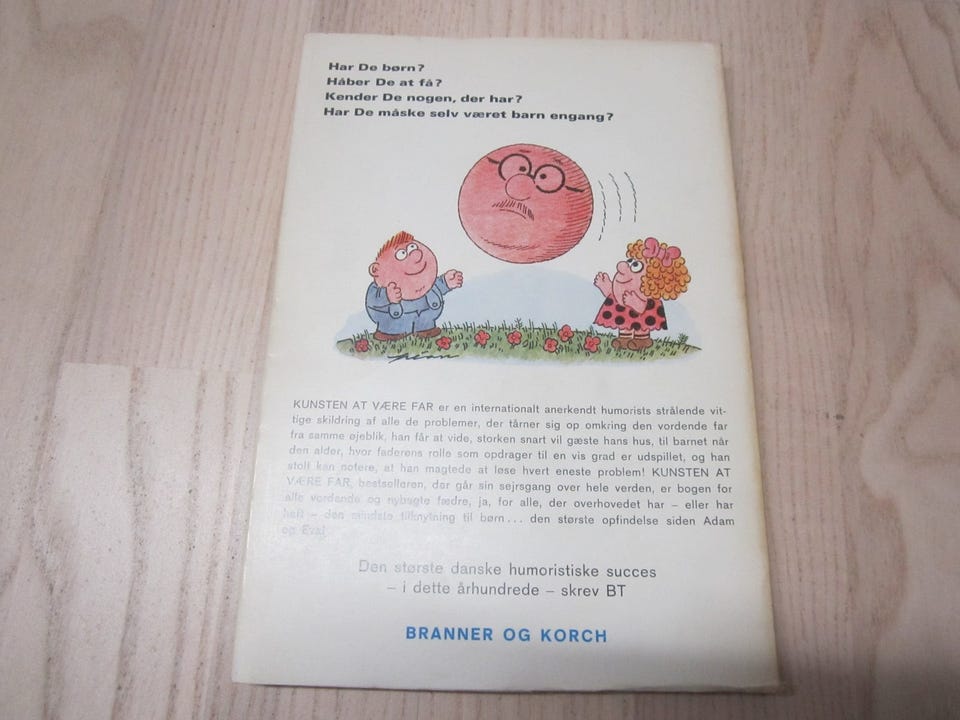 Har De børn?
Håber De at få?
Kender De nogen, der har?
Har De måske selv været barn engang?
KUNSTEN AT VÆRE FAR er en internationalt anerkendt humorists strålende vit-
tige skildring af alle de problemer, der tårner sig op omkring den vordende far
fra samme øjeblik, han får at vide, storken snart vil gæste hans hus, til barnet når
den alder, hvor faderens rolle som opdrager til en vis grad er udspillet, og han
stolt kan notere, at han magtede at løse hvert eneste problem! KUNSTEN AT
VÆRE FAR, bestselleren, der går sin sejrsgang over hele verden, er bogen for
alle vordende og nybagte fædre, ja, for alle, der overhovedet har – eller har
haft – den mindste tilknytning til børn... den største opfindelse siden Adam
og Eva!
Den største danske humoristiske succes
– i dette århundrede – skrev BT
BRANNER OG KORCH